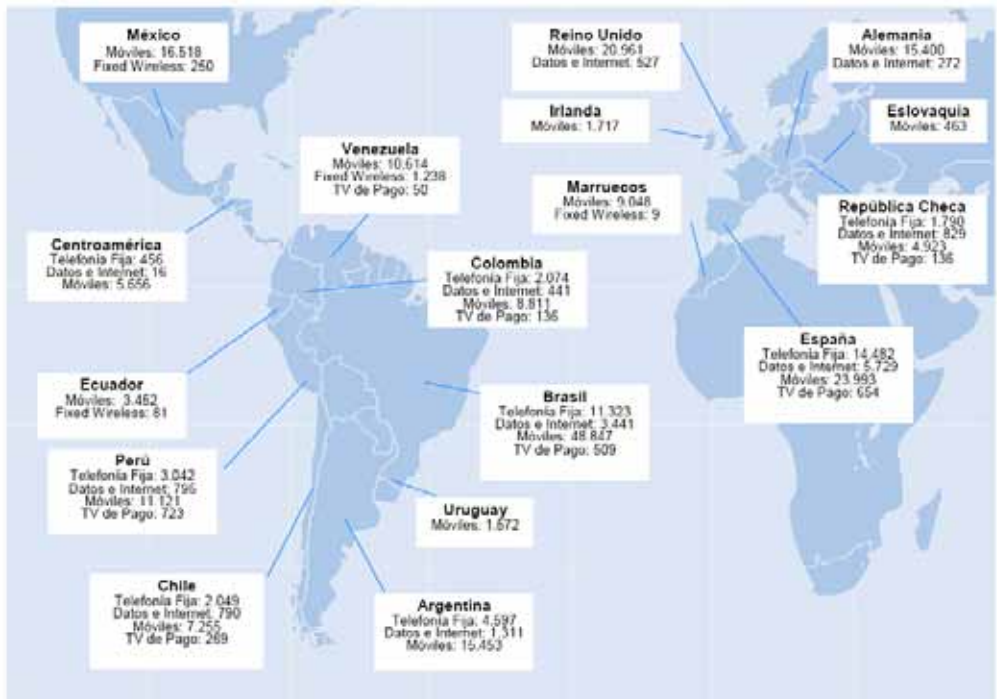 México
Móviles: 16.518
Fixed Wireless: 250
Reino Unido
Móviles: 20.961
Datos e Internet: 527
Alemania
Móviles: 15.400
Datos e Internet: 272
Irlanda
Móviles: 1.717
Eslovaquia
Móviles: 463
Venezuela
Móviles: 10.614
Fixed Wireless: 1.238
TV de Pago: 50
Marruecos
Móviles: 9.048
Fixed Wireless: 9
República Checa
Telefonía Fija: 1.790
Datos e Internet: 829
Móviles: 4.923
TV de Pago: 136
Centroamérica
Telefonía Fija: 456
Datos e Internet: 16
Móviles: 5.656
Colombia
Telefonía Fija: 2.074
Datos e Internet: 441
Móviles: 8.811
TV de Pago: 136
España
Telefonía Fija: 14.482
Datos e Internet: 5.729
Móviles: 23.993
TV de Pago: 654
Ecuador
Móviles: 3.452
Fixed Wireless: 81
Brasil
Telefonía Fija: 11.323
Datos e Internet: 3.441
Móviles: 48.847
TV de Pago: 509
Perú
Telefonía Fija: 3.042
Datos e Internet: 795
Móviles: 11.121
TV de Pago: 723
Uruguay
Móviles: 1.672
Chile
Telefonía Fija: 2.049
Datos e Internet: 790
Móviles: 7.255
TV de Pago: 269
Argentina
Telefonía Fija: 4.597
Datos e Internet: 1.311
Móviles: 15.453